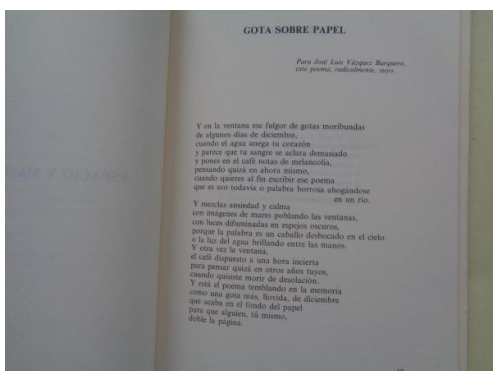 GOTA SOBRE PAPEL
Para José Luis Vázquez Barquero,
este poema, radicalmente, suyo.
Y en la ventana ese fulgor de gotas moribundas
de algunos días de diciembre,
cuando el agua anega tu corazón
y parece que tu sangre se aclara demasiado
y pones en el café notas de melancolía,
pensando quizá en ahora mismo,
cuando quieres al fin escribir ese poema
que es eco todavía o palabra borrosa ahogándose
en un río.
Y mezclas ansiedad y calma
con imágenes de mares poblando las ventanas,
con luces difuminadas en espejos oscuros,
porque la palabra es un caballo desbocado en el cielo
o la luz del agua brillando entre las manos.
Y otra vez la ventana,
el café dispuesto a una hora incierta
para pensar quizá en otros años tuyos,
cuando quisiste morir de desolación.
Y está el poema temblando en la memoria
como una gota más, llovida, de diciembre
que acaba en el fondo del papel
para que alguien, tú mismo,
doble la página.